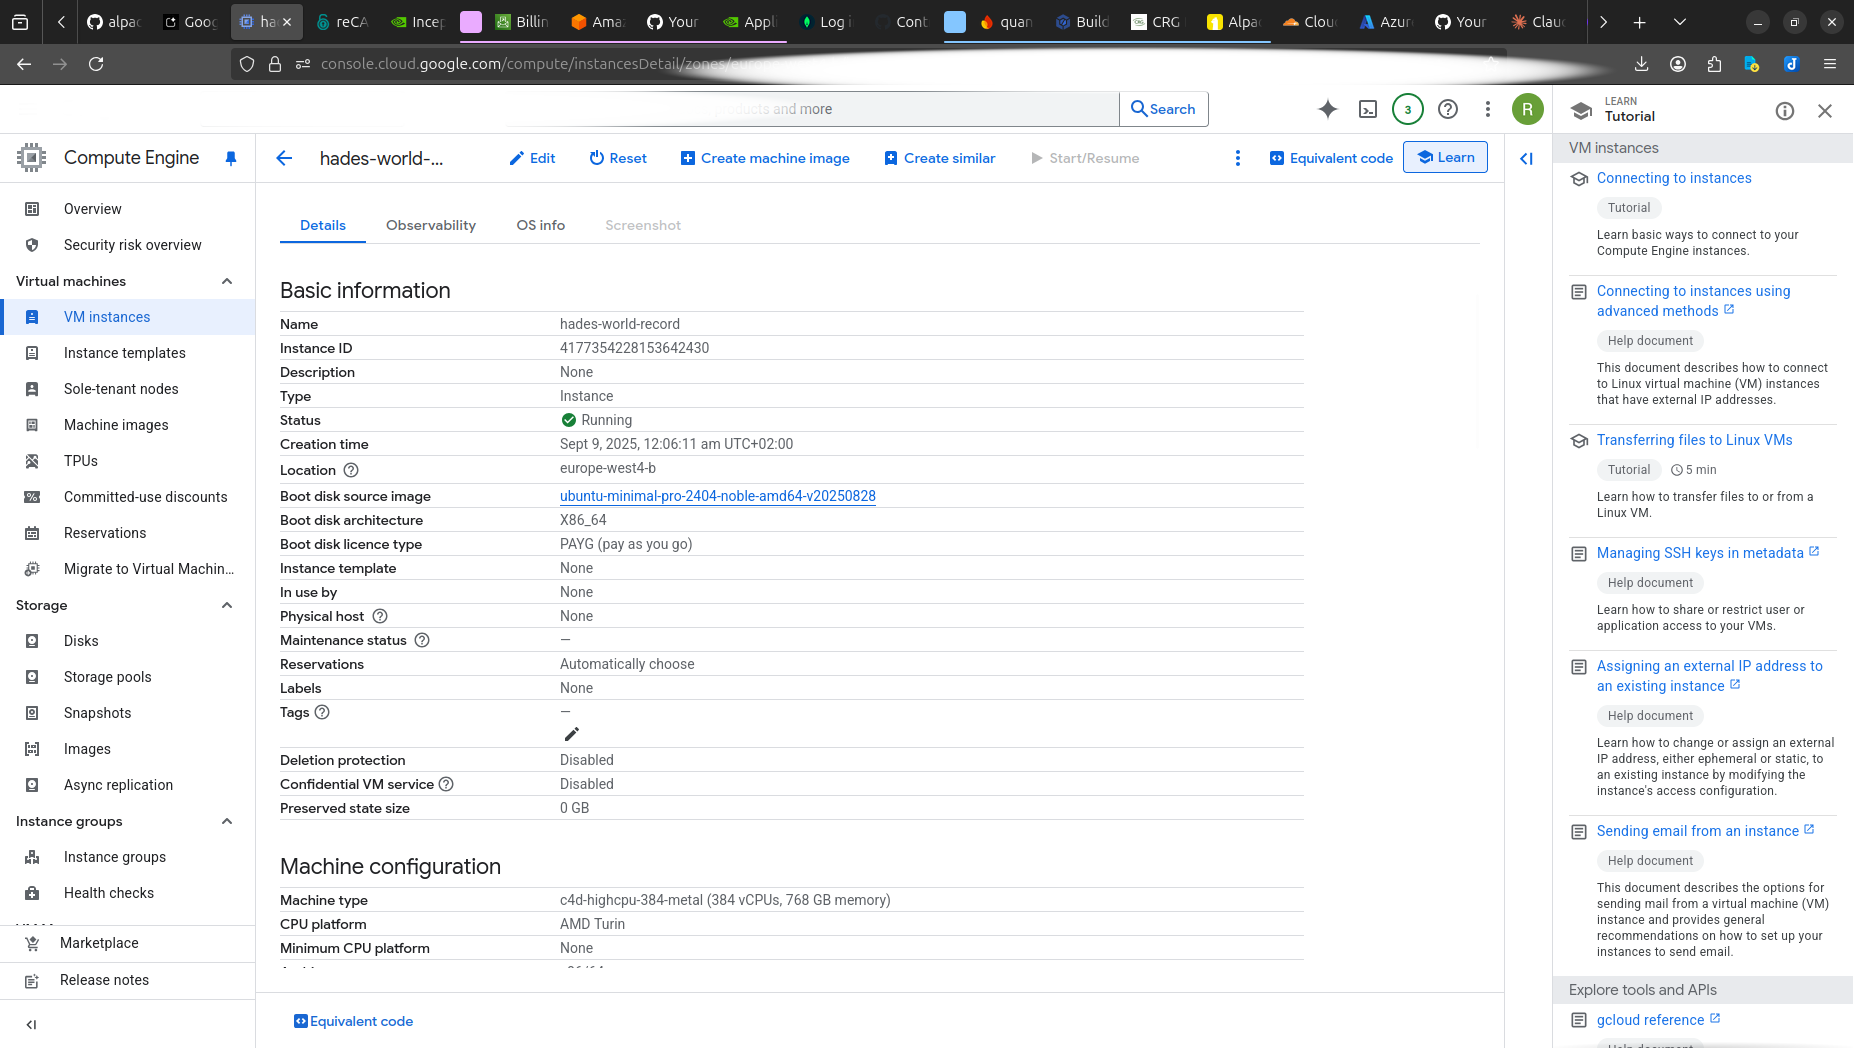 alpac
Goog
ha
reCA
Incep
Billin
Ama
Your
Appli
Log i
Cont
quan
Build
CRG
Alpac
Clou
Azur
Your
Clau
console.cloud.google.com/compute/instancesDetail/zones/euro
products and more
Search
3
R
LEARN
Tutorial
Compute Engine
hades-world-...
Edit
Reset
Create machine image
Create similar
Start/Resume
Equivalent code
Learn
Overview
Security risk overview
Virtual machines
VM instances
Instance templates
Sole-tenant nodes
Machine images
TPUs
Committed-use discounts
Reservations
Migrate to Virtual Machin...
Storage
Disks
Storage pools
Snapshots
Images
Async replication
Instance groups
Instance groups
Health checks
Marketplace
Release notes
Details
Observability
OS info
Screenshot
Basic information
Name hades-world-record
Instance ID 4177354228153642430
Description None
Type Instance
Status Running
Creation time Sept 9, 2025, 12:06:11 am UTC+02:00
Location europe-west4-b
Boot disk source image ubuntu-minimal-pro-2404-noble-amd64-v20250828
Boot disk architecture X86_64
Boot disk licence type PAYG (pay as you go)
Instance template None
In use by None
Physical host None
Maintenance status —
Reservations Automatically choose
Labels None
Tags —
Deletion protection Disabled
Confidential VM service Disabled
Preserved state size 0 GB
Machine configuration
Machine type c4d-highcpu-384-metal (384 vCPUs, 768 GB memory)
CPU platform AMD Turin
Minimum CPU platform None
Equivalent code
VM instances
Connecting to instances
Tutorial
Learn basic ways to connect to your
Compute Engine instances.
Connecting to instances using
advanced methods
Help document
This document describes how to connect
to Linux virtual machine (VM) instances
that have external IP addresses.
Transferring files to Linux VMs
Tutorial 5 min
Learn how to transfer files to or from a
Linux VM.
Managing SSH keys in metadata
Help document
Learn how to share or restrict user or
application access to your VMs.
Assigning an external IP address to
an existing instance
Help document
Learn how to change or assign an external
IP address, either ephemeral or static, to
an existing instance by modifying the
instance's access configuration.
Sending email from an instance
Help document
This document describes the options for
sending mail from a virtual machine (VM)
instance and provides general
recommendations on how to set up your
instances to send email.
Explore tools and APIs
gcloud reference